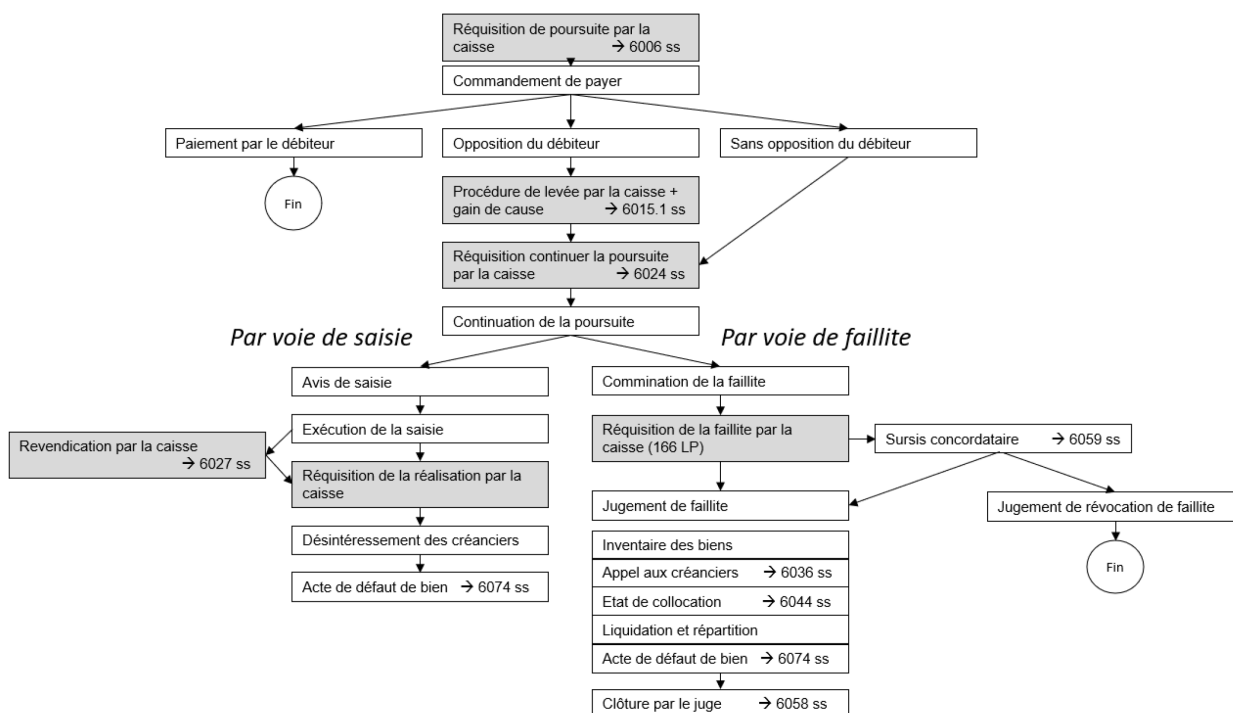 Réquisition de poursuite par la
caisse → 6006 ss
Commandement de payer
Paiement par le débiteur
Opposition du débiteur
Sans opposition du débiteur
Fin
Procédure de levée par la caisse +
gain de cause → 6015.1 ss
Réquisition continuer la poursuite
par la caisse → 6024 ss
Continuation de la poursuite
Par voie de saisie
Par voie de faillite
Avis de saisie
Commination de la faillite
Exécution de la saisie
Réquisition de la faillite par la
caisse (166 LP)
Sursis concordataire → 6059 ss
Revendication par la caisse
→ 6027 ss
Réquisition de la réalisation par la
caisse
Jugement de faillite
Jugement de révocation de faillite
Désintéressement des créanciers
Inventaire des biens
Fin
Appel aux créanciers → 6036 ss
Acte de défaut de bien → 6074 ss
Etat de collocation → 6044 ss
Liquidation et répartition
Acte de défaut de bien → 6074 ss
Clôture par le juge → 6058 ss